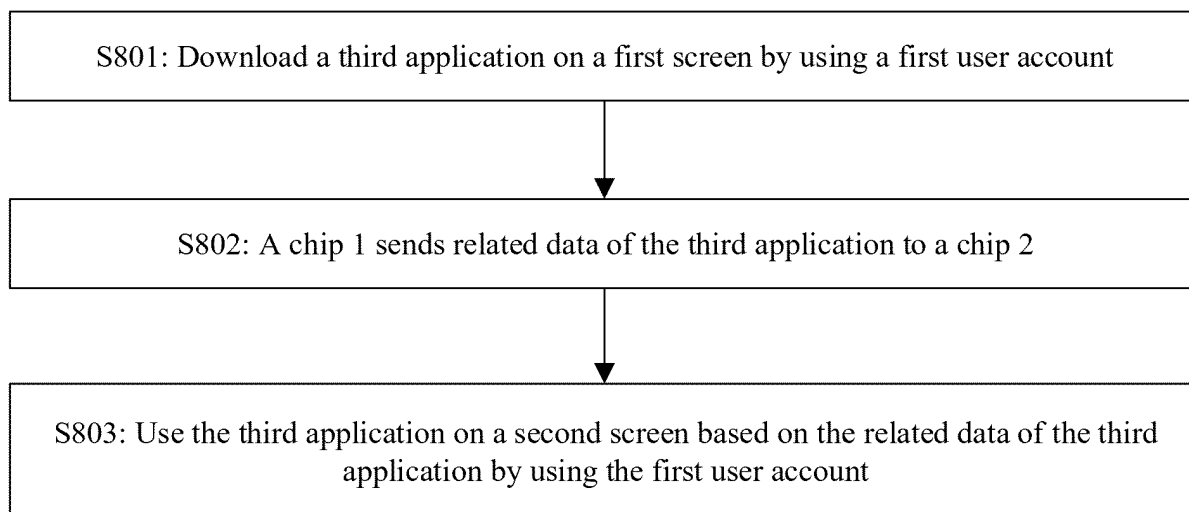 S801: Download a third application on a first screen by using a first user account
S802: A chip 1 sends related data of the third application to a chip 2
S803: Use the third application on a second screen based on the related data of the third
application by using the first user account